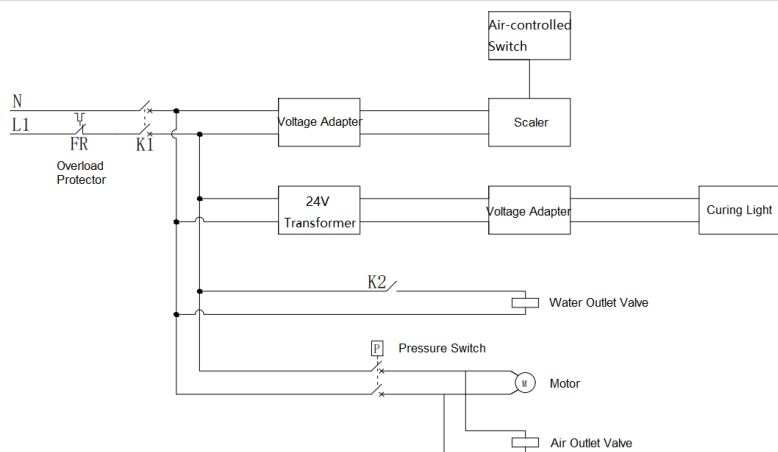 Air-controlled
Switch
N
L1
FR
K1
Overload
Protector
Voltage Adapter
Scaler
24V
Transformer
Voltage Adapter
Curing Light
K2
Water Outlet Valve
P
Pressure Switch
M
Motor
Air Outlet Valve